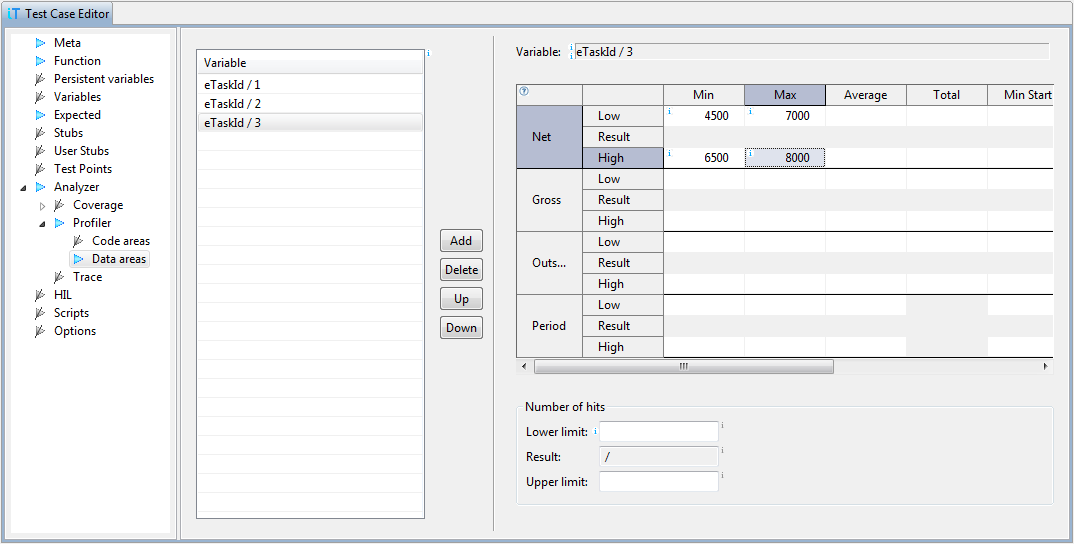 iT Test Case Editor
Meta
Function
Persistent variables
Variables
Expected
Stubs
User Stubs
Test Points
Analyzer
Coverage
Profiler
Code areas
Data areas
Trace
HIL
Scripts
Options
Variable
eTaskId / 1
eTaskId / 2
eTaskId / 3
Add
Delete
Up
Down
Variable: eTaskId / 3
Min Max Average Total Min Start
Net
Low 4500 7000
Result
High 6500 8000
Gross
Low
Result
High
Outs...
Low
Result
High
Period
Low
Result
High
Number of hits
Lower limit:
Result: /
Upper limit: